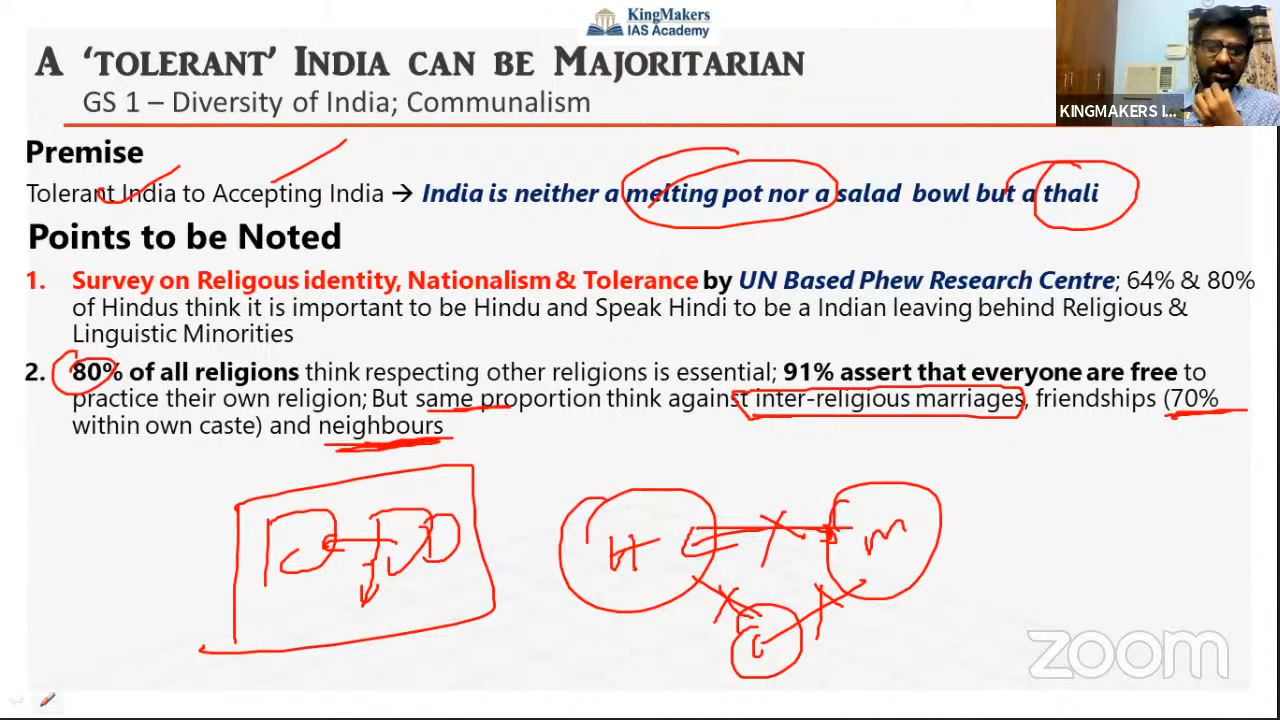 KingMakers
IAS Academy
A ‘TOLERANT’ INDIA CAN BE MAJORITARIAN
GS 1 – Diversity of India; Communalism
KINGMAKERS I...
Premise
Tolerant India to Accepting India → India is neither a melting pot nor a salad bowl but a thali
Points to be Noted
1. Survey on Religous identity, Nationalism & Tolerance by UN Based Phew Research Centre; 64% & 80%
of Hindus think it is important to be Hindu and Speak Hindi to be a Indian leaving behind Religious &
Linguistic Minorities
2. 80% of all religions think respecting other religions is essential; 91% assert that everyone are free to
practice their own religion; But same proportion think against inter-religious marriages, friendships (70%
within own caste) and neighbours
H
M
zoom